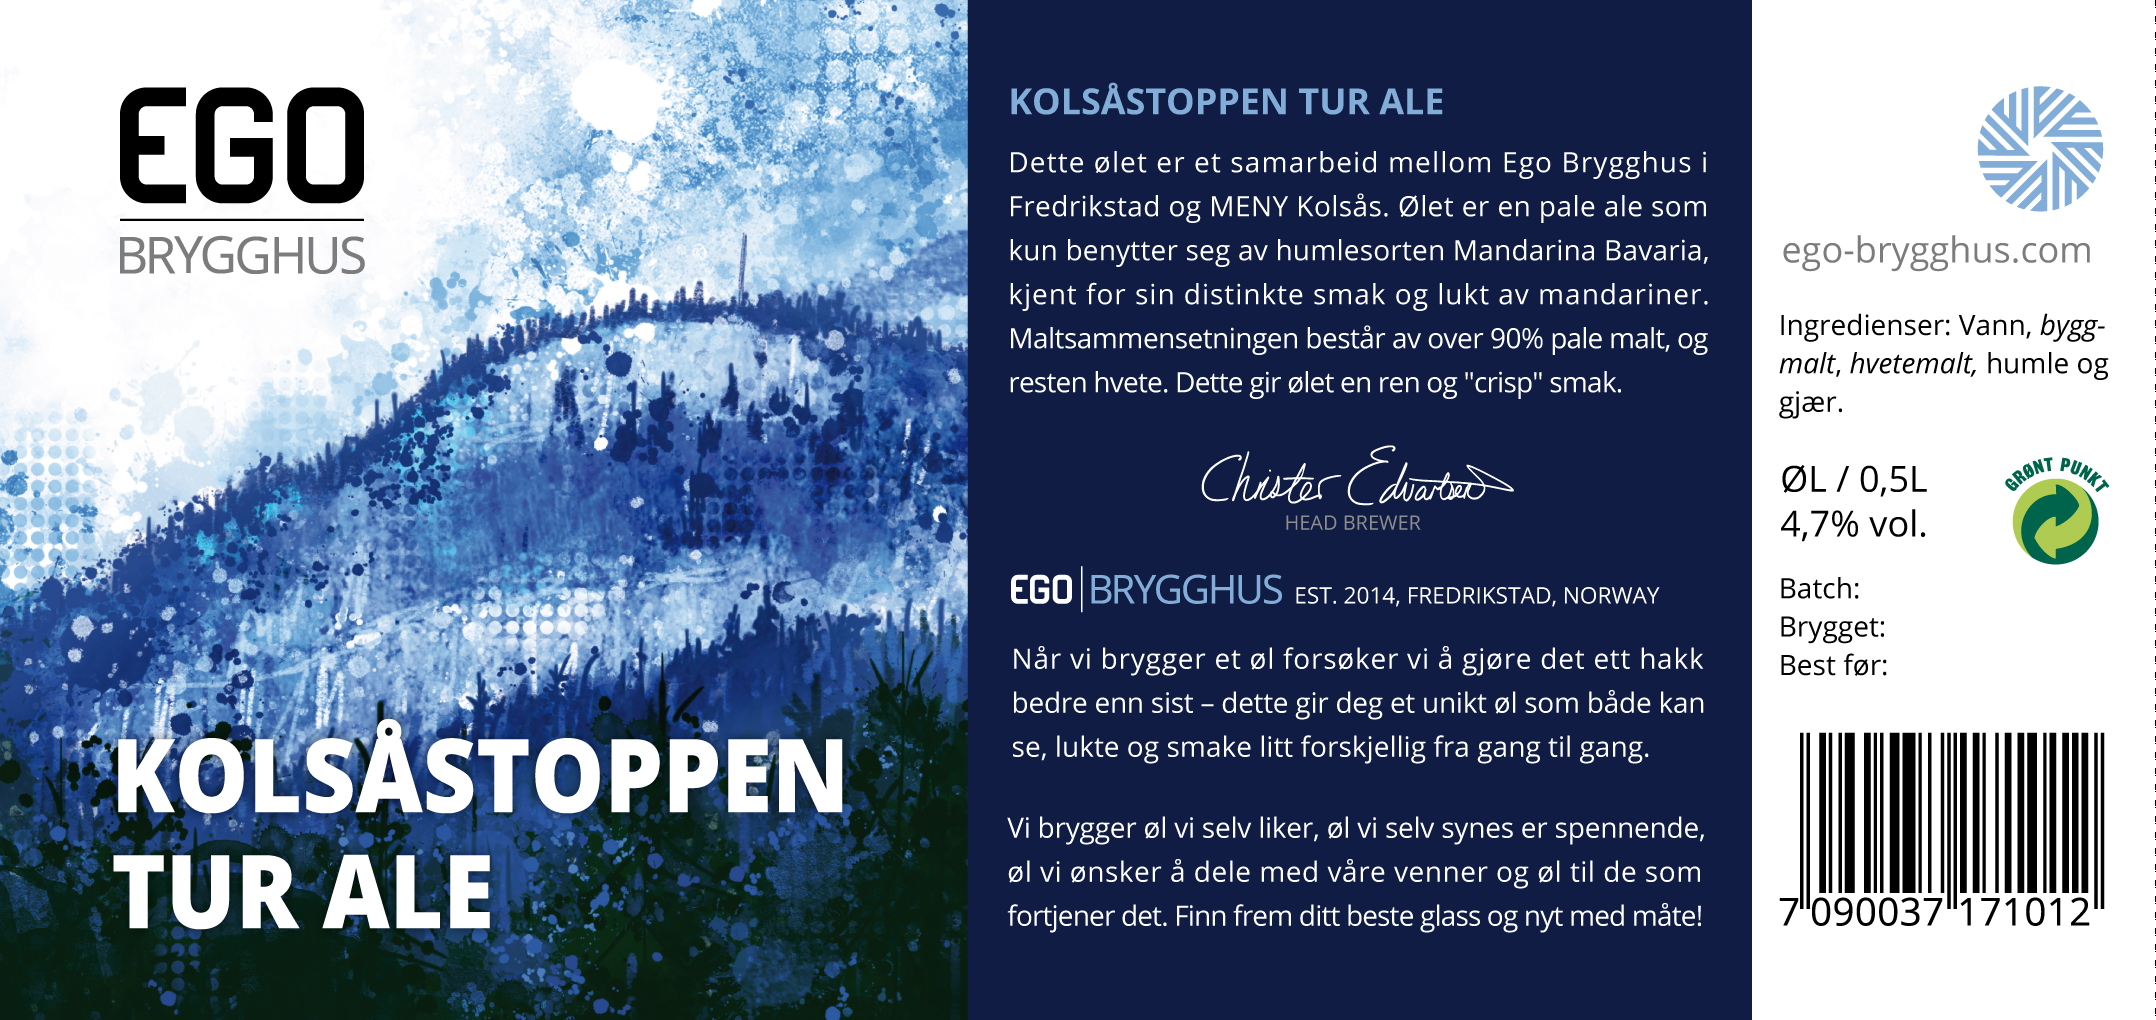 EGO
BRYGGHUS
KOLSÅSTOPPEN
TUR ALE
KOLSÅSTOPPEN TUR ALE
Dette ølet er et samarbeid mellom Ego Brygghus i
Fredrikstad og MENY Kolsås. Ølet er en pale ale som
kun benytter seg av humlesorten Mandarina Bavaria,
kjent for sin distinkte smak og lukt av mandariner.
Maltsammensetningen består av over 90% pale malt, og
resten hvete. Dette gir ølet en ren og "crisp" smak.
Christer Edvartsen
HEAD BREWER
EGO BRYGGHUS EST. 2014, FREDRIKSTAD, NORWAY
Når vi brygger et øl forsøker vi å gjøre det ett hakk
bedre enn sist – dette gir deg et unikt øl som både kan
se, lukte og smake litt forskjellig fra gang til gang.
Vi brygger øl vi selv liker, øl vi selv synes er spennende,
øl vi ønsker å dele med våre venner og øl til de som
fortjener det. Finn frem ditt beste glass og nyt med måte!
ego-brygghus.com
Ingredienser: Vann, bygg-
malt, hvetemalt, humle og
gjær.
ØL / 0,5L
4,7% vol.
GRØNT PUNKT
Batch:
Brygget:
Best før:
7 090037 171012